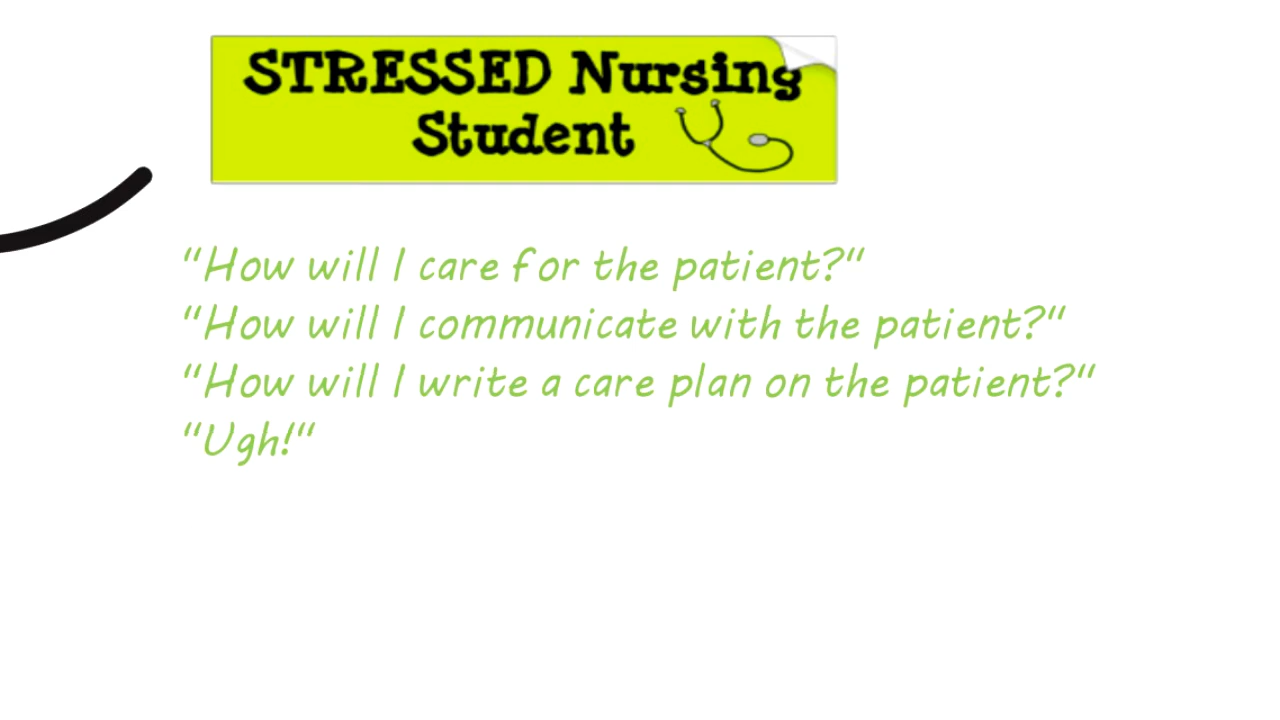 STRESSED Nursing
Student
"How will I care for the patient?"
"How will I communicate with the patient?"
"How will I write a care plan on the patient?"
"Ugh!"